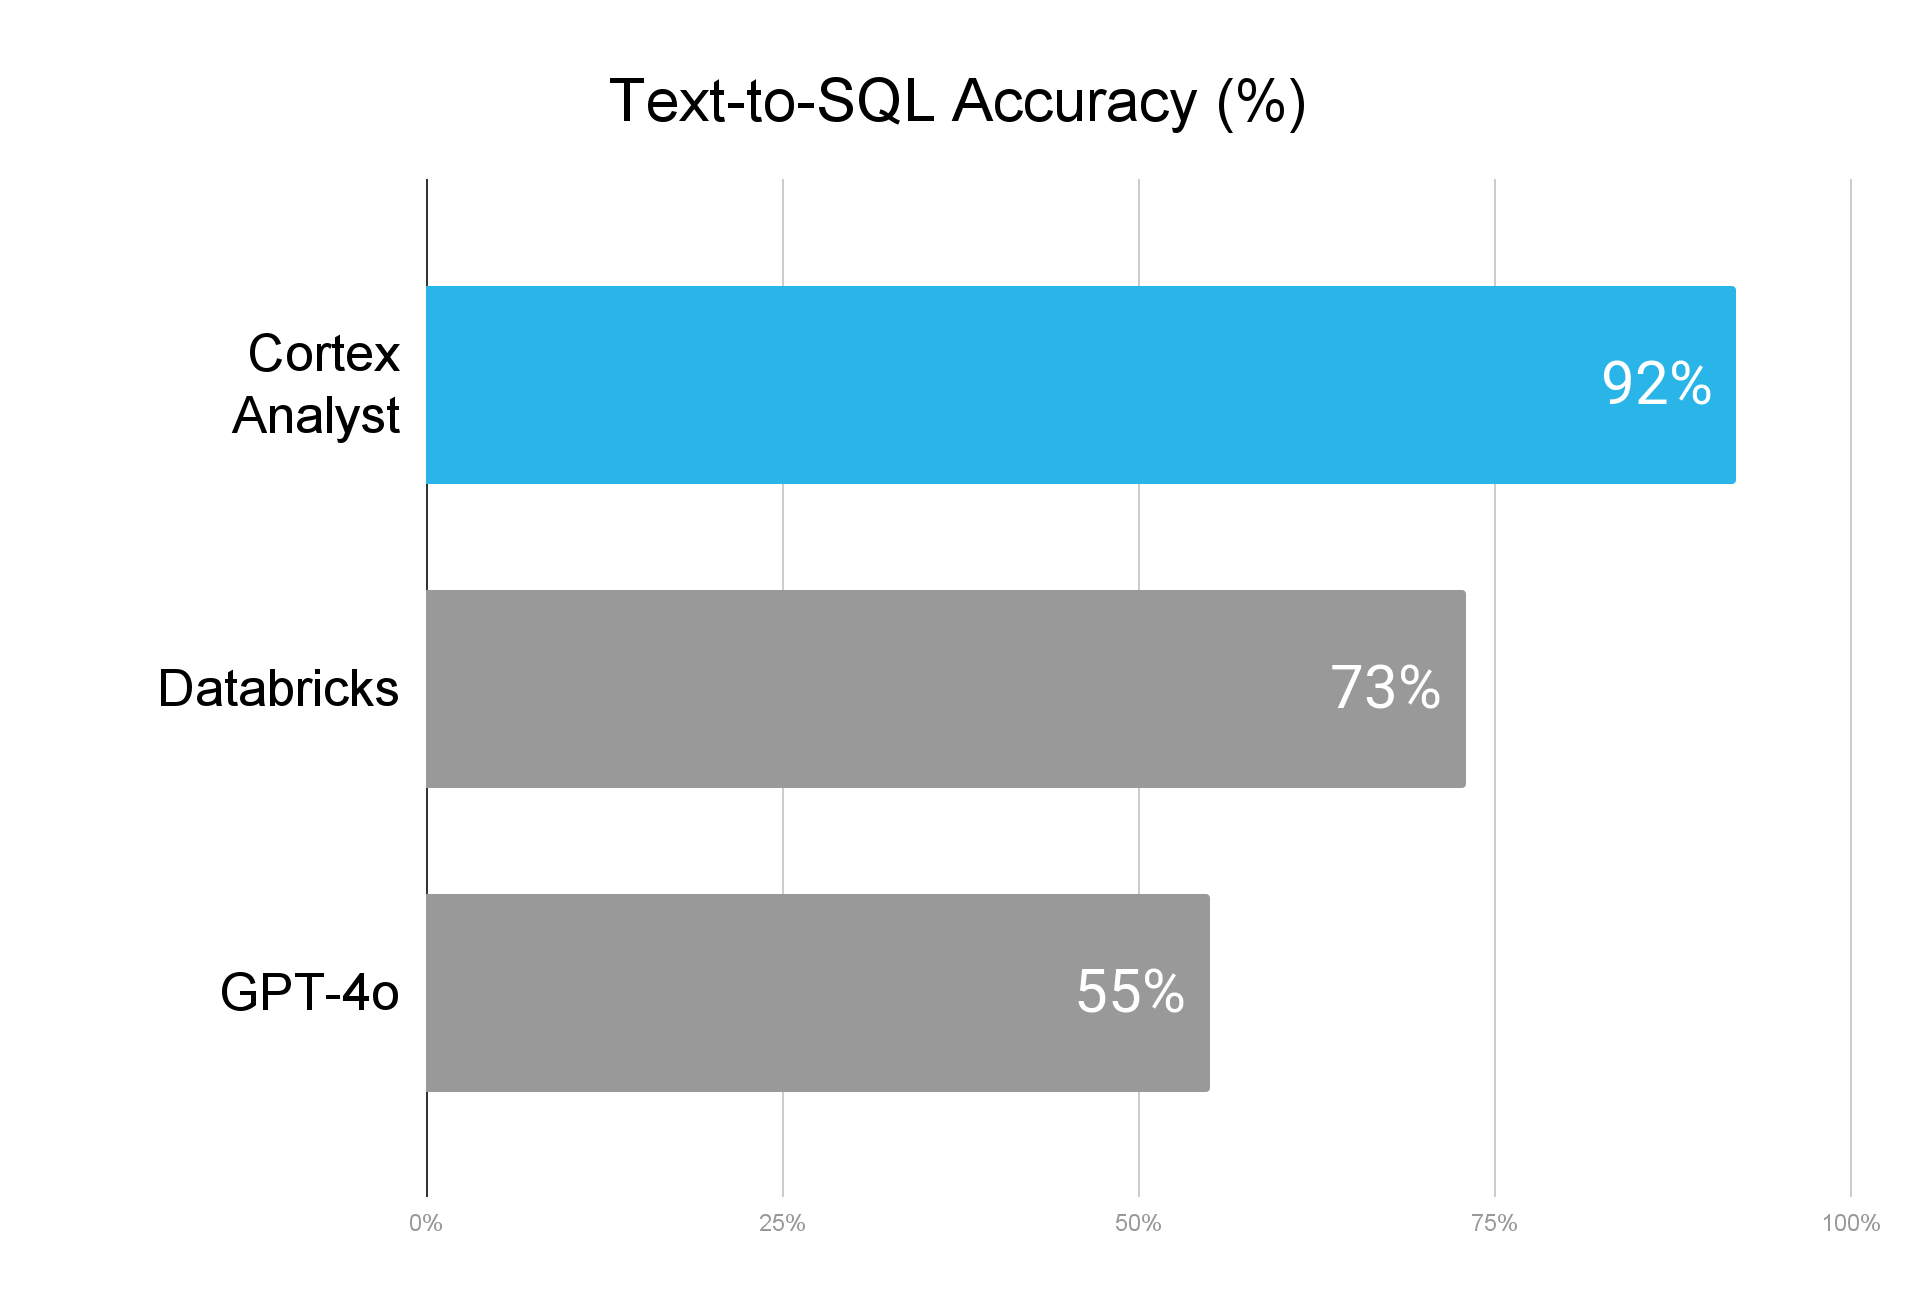 Text-to-SQL Accuracy (%)
Cortex
Analyst
92%
Databricks
73%
GPT-4o
55%
0%
25%
50%
75%
100%